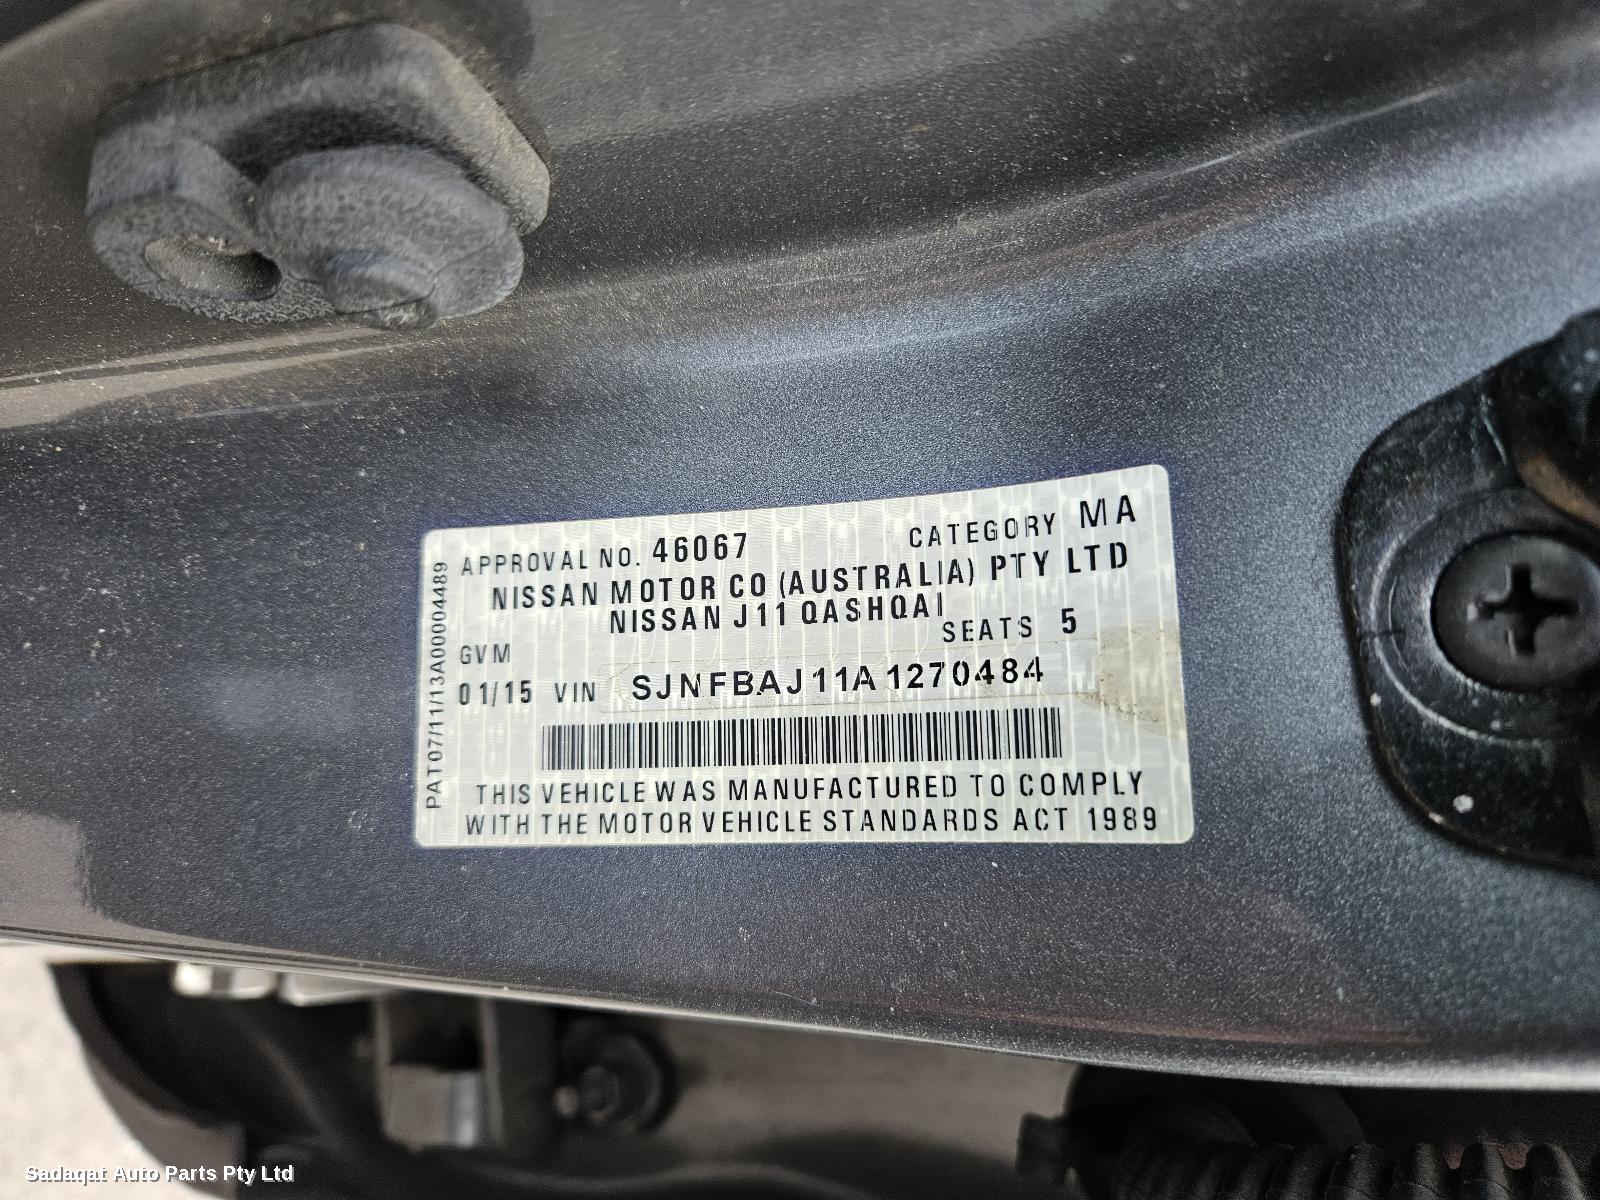 APPROVAL NO. 46067 CATEGORY MA
NISSAN MOTOR CO (AUSTRALIA) PTY LTD
NISSAN J11 QASHQAI
GVM SEATS 5
01/15 VIN SJNFBAJ11A1270484
THIS VEHICLE WAS MANUFACTURED TO COMPLY
WITH THE MOTOR VEHICLE STANDARDS ACT 1989
PAT07/11/13A00004489
Sadaqat Auto Parts Pty Ltd